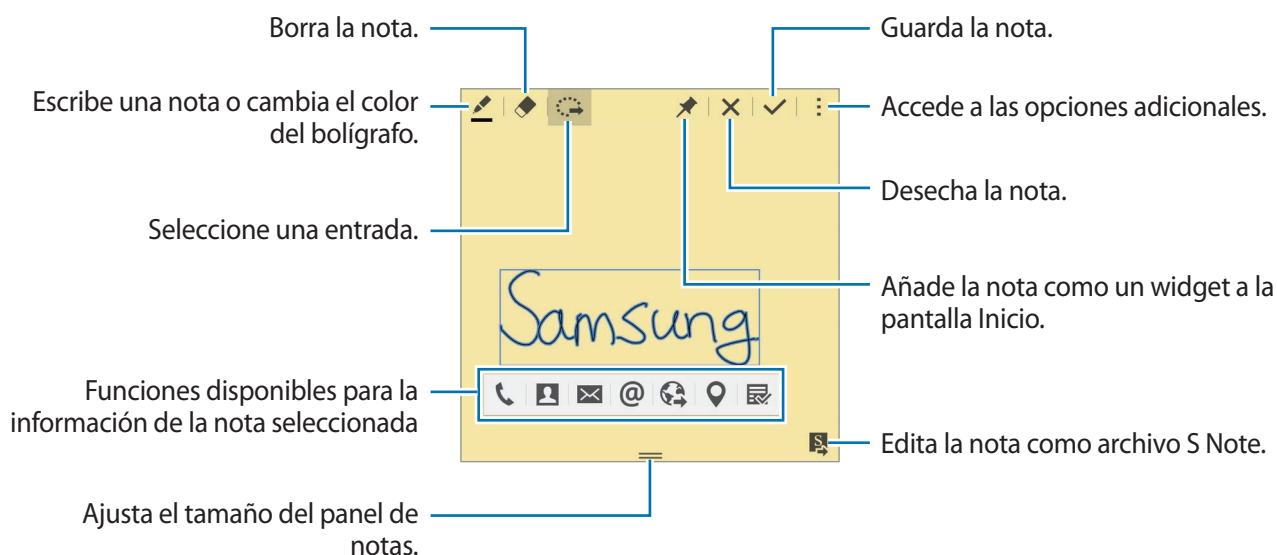 Borra la nota.
Guarda la nota.
Escribe una nota o cambia el color
del bolígrafo.
Accede a las opciones adicionales.
Desecha la nota.
Seleccione una entrada.
Añade la nota como un widget a la
pantalla Inicio.
Samsung
Funciones disponibles para la
información de la nota seleccionada
@
S
Edita la nota como archivo S Note.
Ajusta el tamaño del panel de
notas.